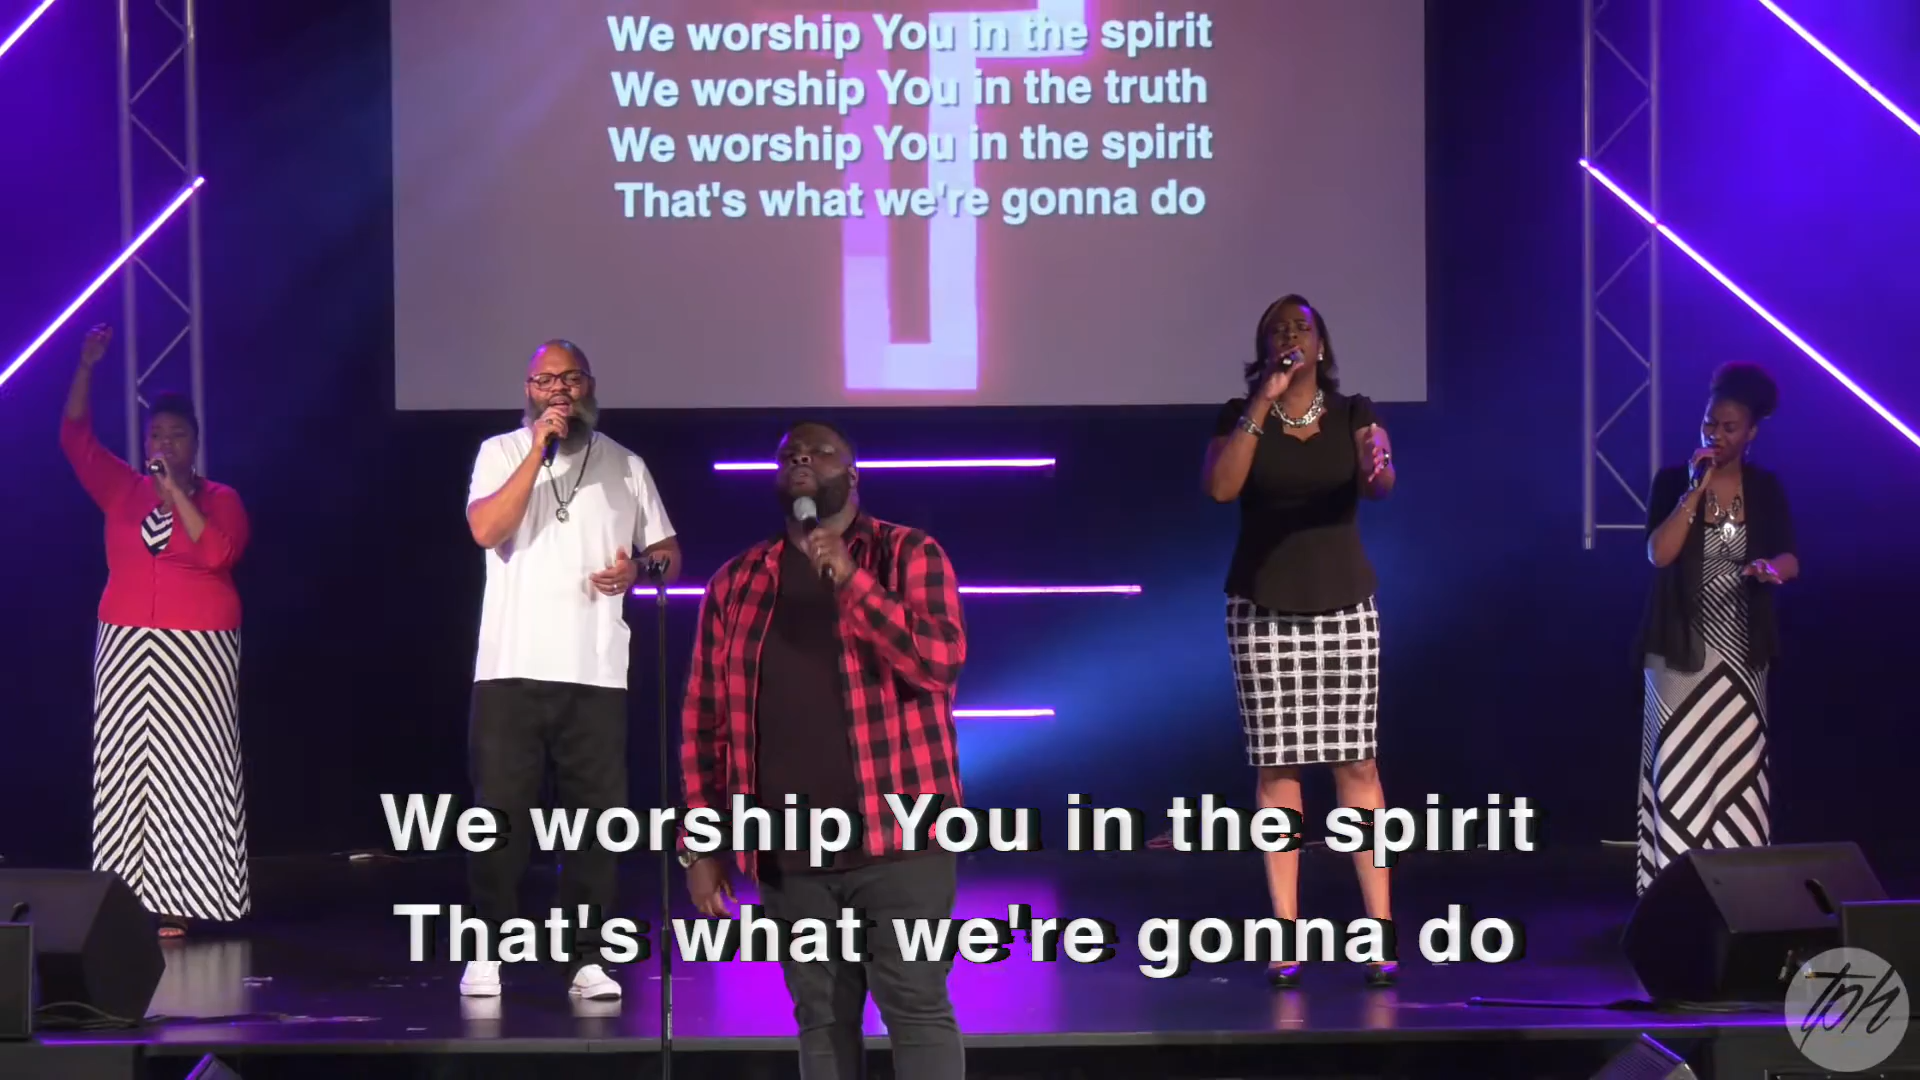 We worship You in the spirit
We worship You in the truth
We worship You in the spirit
That's what we're gonna do
We worship You in the spirit
That's what we're gonna do
tph